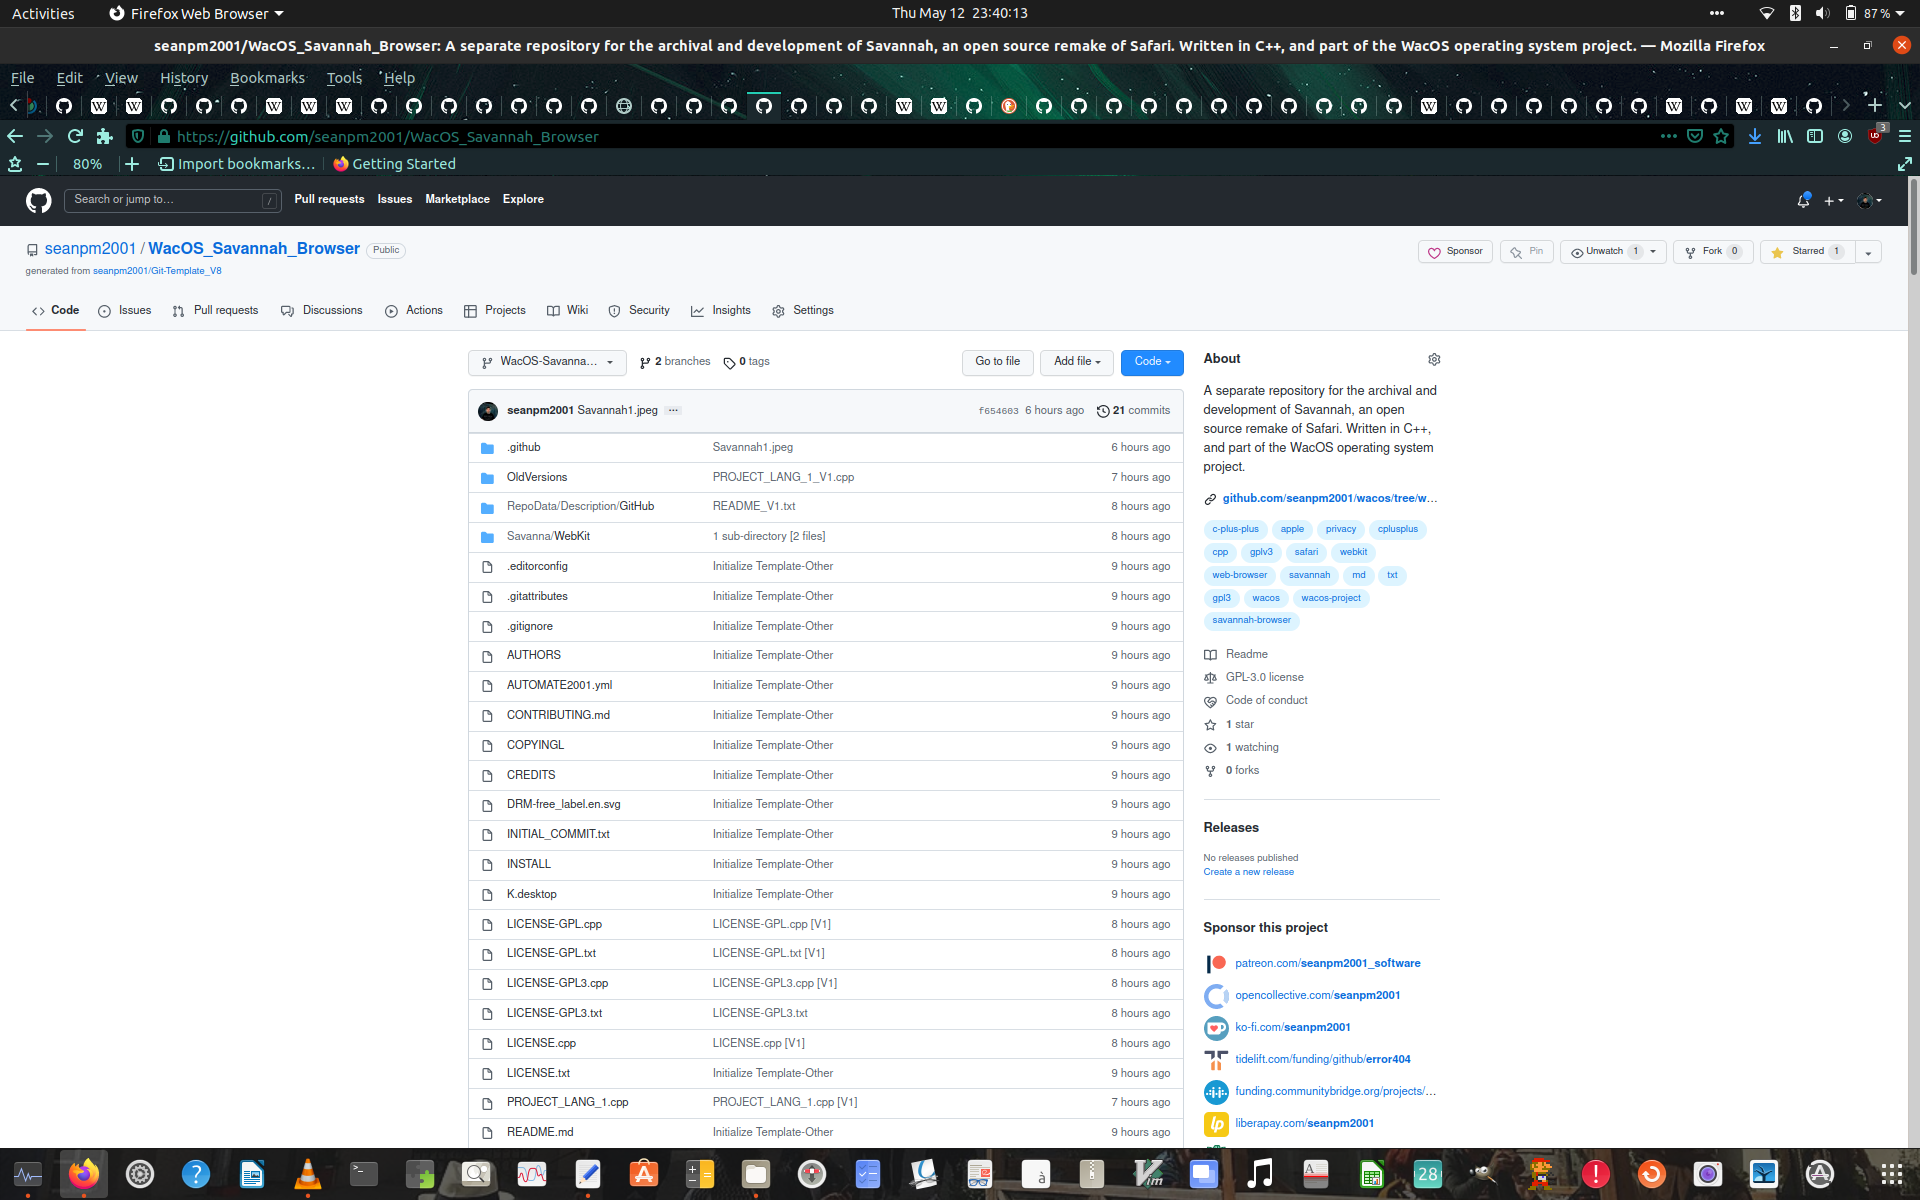 Activities
Firefox Web Browser
Thu May 12 23:40:13
87 %
seanpm2001/WacOS_Savannah_Browser: A separate repository for the archival and development of Savannah, an open source remake of Safari. Written in C++, and part of the WacOS operating system project. — Mozilla Firefox
File Edit View History Bookmarks Tools Help
https://github.com/seanpm2001/WacOS_Savannah_Browser
3
80% Import bookmarks... Getting Started
Search or jump to... /
Pull requests Issues Marketplace Explore
seanpm2001 / WacOS_Savannah_Browser Public
generated from seanpm2001/Git-Template_V8
Sponsor Pin Unwatch 1 Fork 0 Starred 1
Code Issues Pull requests Discussions Actions Projects Wiki Security Insights Settings
WacOS-Savanna... 2 branches 0 tags
Go to file Add file Code
seanpm2001 Savannah1.jpeg ... f654603 6 hours ago 21 commits
.github Savannah1.jpeg 6 hours ago
OldVersions PROJECT_LANG_1_V1.cpp 7 hours ago
RepoData/Description/GitHub README_V1.txt 8 hours ago
Savanna/WebKit 1 sub-directory [2 files] 8 hours ago
.editorconfig Initialize Template-Other 9 hours ago
.gitattributes Initialize Template-Other 9 hours ago
.gitignore Initialize Template-Other 9 hours ago
AUTHORS Initialize Template-Other 9 hours ago
AUTOMATE2001.yml Initialize Template-Other 9 hours ago
CONTRIBUTING.md Initialize Template-Other 9 hours ago
COPYINGL Initialize Template-Other 9 hours ago
CREDITS Initialize Template-Other 9 hours ago
DRM-free_label.en.svg Initialize Template-Other 9 hours ago
INITIAL_COMMIT.txt Initialize Template-Other 9 hours ago
INSTALL Initialize Template-Other 9 hours ago
K.desktop Initialize Template-Other 9 hours ago
LICENSE-GPL.cpp LICENSE-GPL.cpp [V1] 8 hours ago
LICENSE-GPL.txt LICENSE-GPL.txt [V1] 8 hours ago
LICENSE-GPL3.cpp LICENSE-GPL3.cpp [V1] 8 hours ago
LICENSE-GPL3.txt LICENSE-GPL3.txt 8 hours ago
LICENSE.cpp LICENSE.cpp [V1] 8 hours ago
LICENSE.txt Initialize Template-Other 9 hours ago
PROJECT_LANG_1.cpp PROJECT_LANG_1.cpp [V1] 7 hours ago
README.md Initialize Template-Other 9 hours ago
About
A separate repository for the archival and
development of Savannah, an open
source remake of Safari. Written in C++,
and part of the WacOS operating system
project.
github.com/seanpm2001/wacos/tree/w...
c-plus-plus apple privacy cplusplus
cpp gplv3 safari webkit
web-browser savannah md txt
gpl3 wacos wacos-project
savannah-browser
Readme
GPL-3.0 license
Code of conduct
1 star
1 watching
0 forks
Releases
No releases published
Create a new release
Sponsor this project
patreon.com/seanpm2001_software
opencollective.com/seanpm2001
ko-fi.com/seanpm2001
tidelift.com/funding/github/error404
funding.communitybridge.org/projects/...
liberapay.com/seanpm2001
28